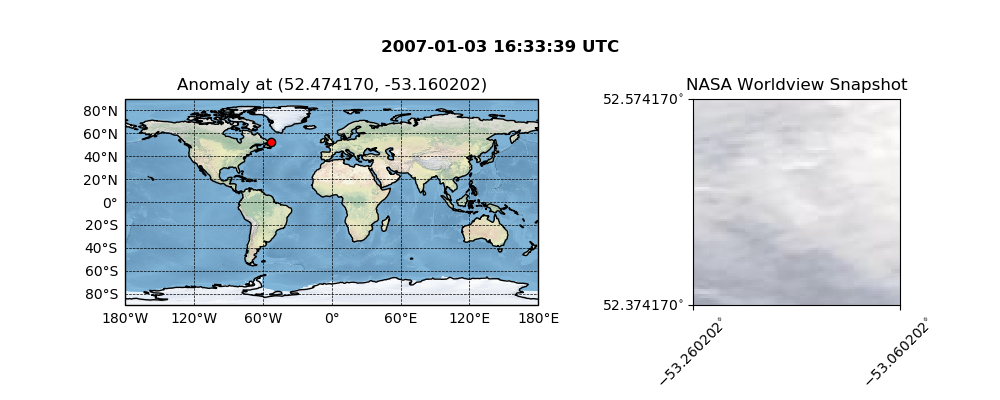 2007-01-03 16:33:39 UTC
Anomaly at (52.474170, -53.160202)
NASA Worldview Snapshot
80°N
60°N
40°N
20°N
0°
20°S
40°S
60°S
80°S
180°W 120°W 60°W 0° 60°E 120°E 180°E
52.574170°
52.374170°
−53.260202°
−53.060202°